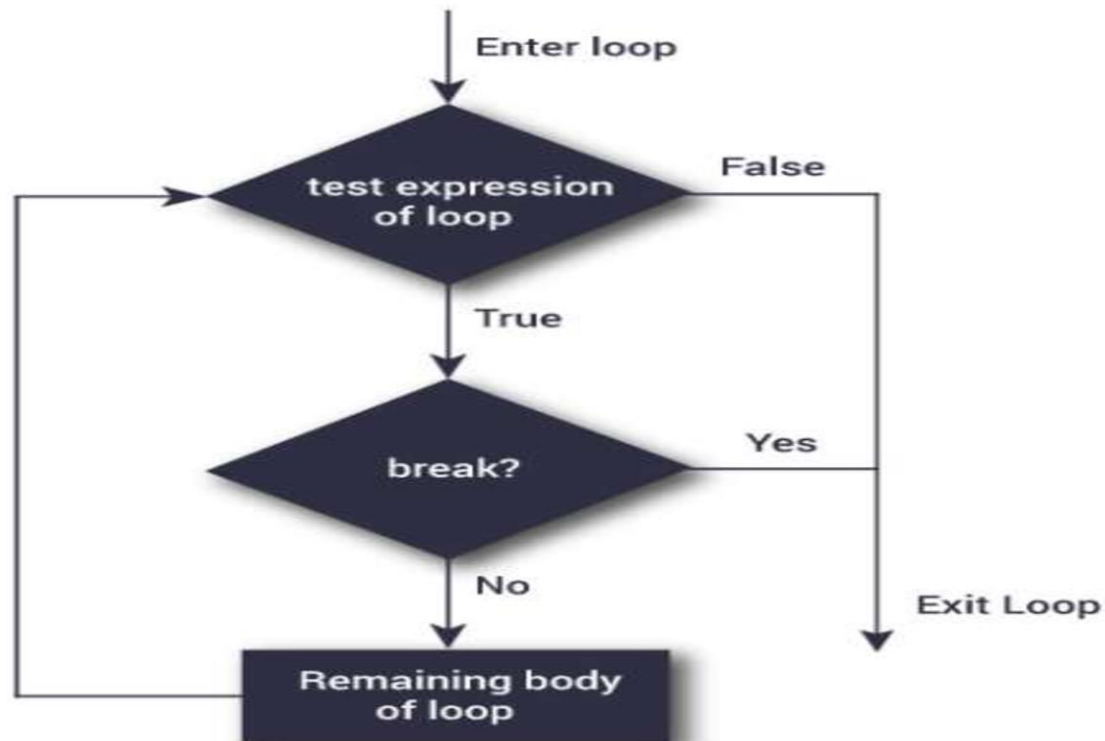 Enter loop
test expression
of loop
False
True
break?
Yes
No
Exit Loop
Remaining body
of loop